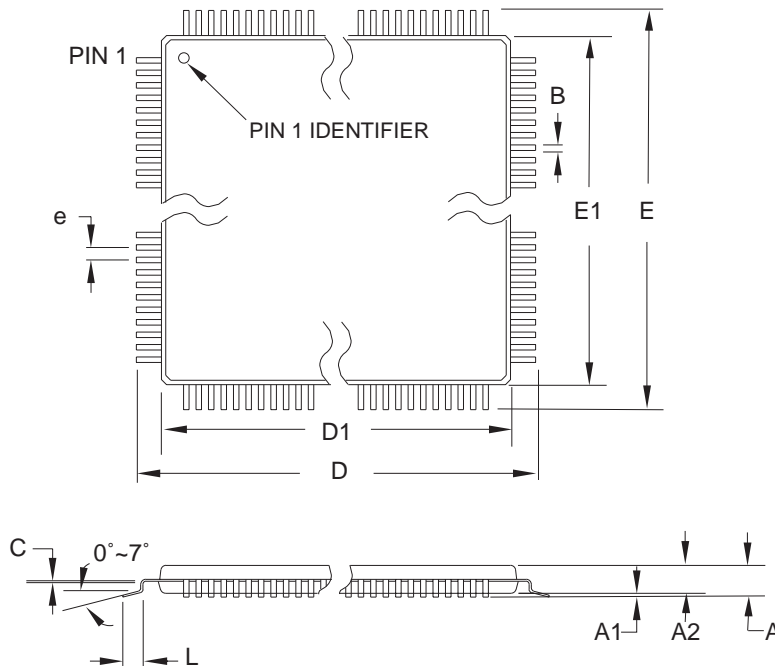 PIN 1
PIN 1 IDENTIFIER
B
e
E1
E
D1
D
C
0°~7°
L
A1
A2
A